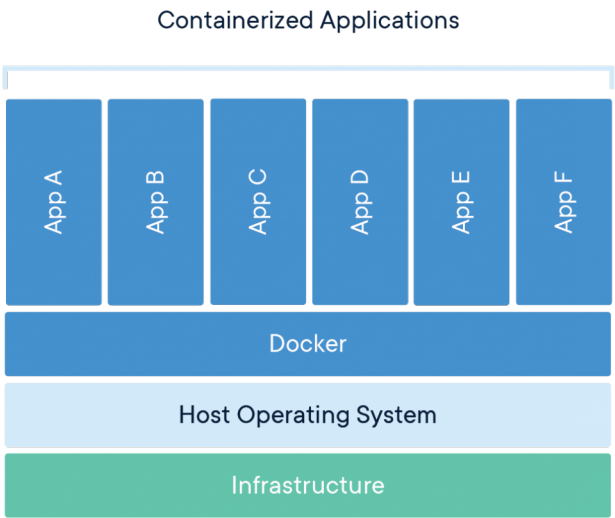 Containerized Applications
App A
App B
App C
App D
App E
App F
Docker
Host Operating System
Infrastructure